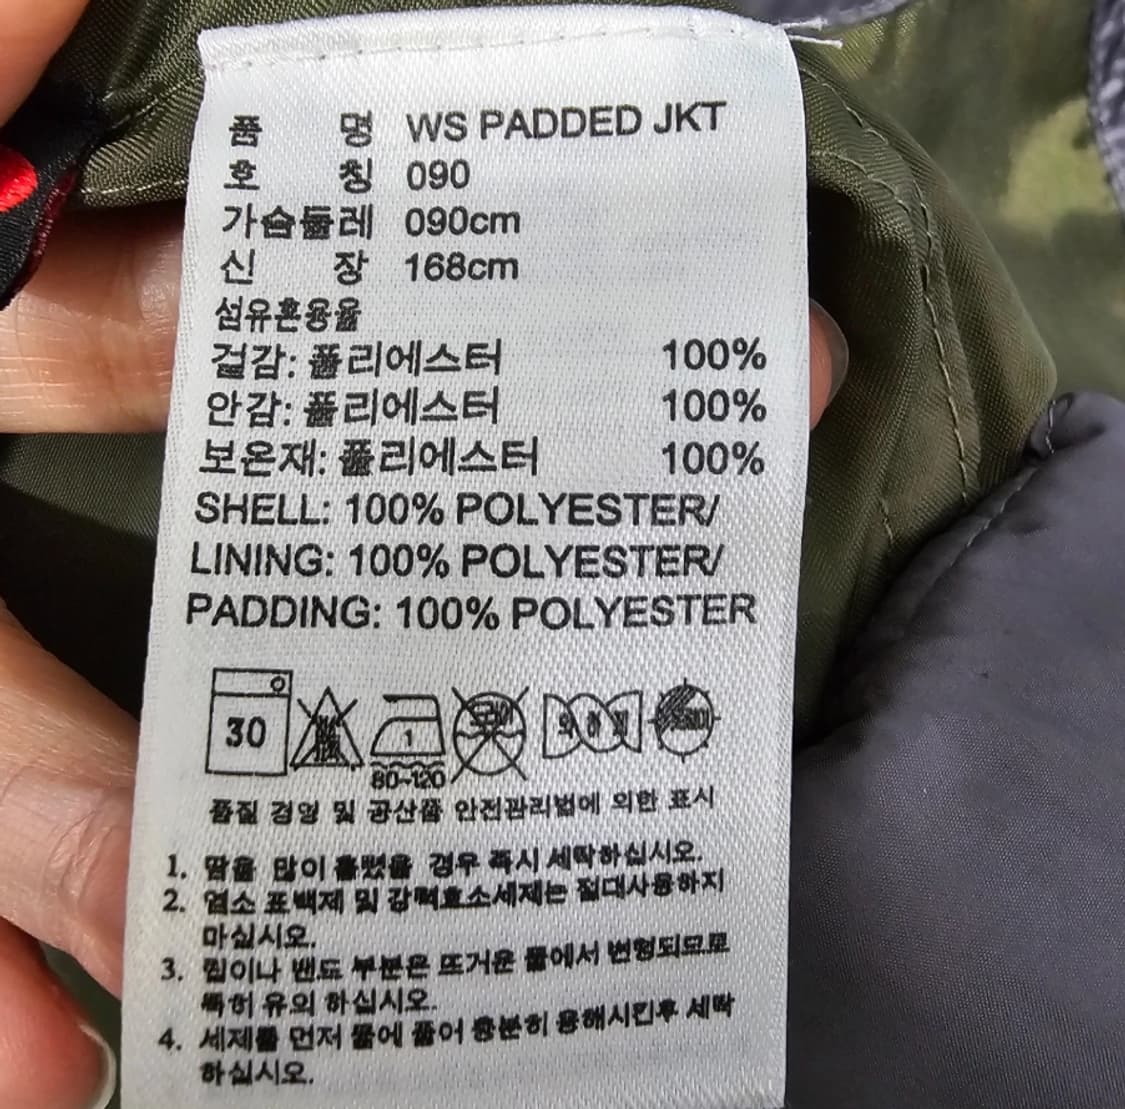 품 명 WS PADDED JKT
호 칭 090
가슴둘레 090cm
신 장 168cm
섬유혼용율
겉감: 폴리에스터 100%
안감: 폴리에스터 100%
보온재: 폴리에스터 100%
SHELL: 100% POLYESTER/
LINING: 100% POLYESTER/
PADDING: 100% POLYESTER
30
1
80~120
품질 경영 및 공산품 안전관리법에 의한 표시
1. 땀을 많이 흘렸을 경우 즉시 세탁하십시오.
2. 염소 표백제 및 강력효소세제는 절대사용하지
마십시오.
3. 립이나 밴드 부분은 뜨거운 물에서 변형되므로
특히 유의 하십시오.
4. 세제를 먼저 물에 풀어 충분히 용해시킨후 세탁
하십시오.